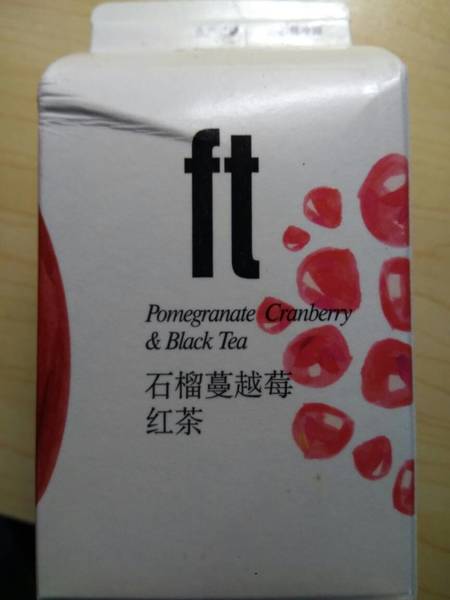 ft
Pomegranate Cranberry
& Black Tea
石榴蔓越莓
红茶